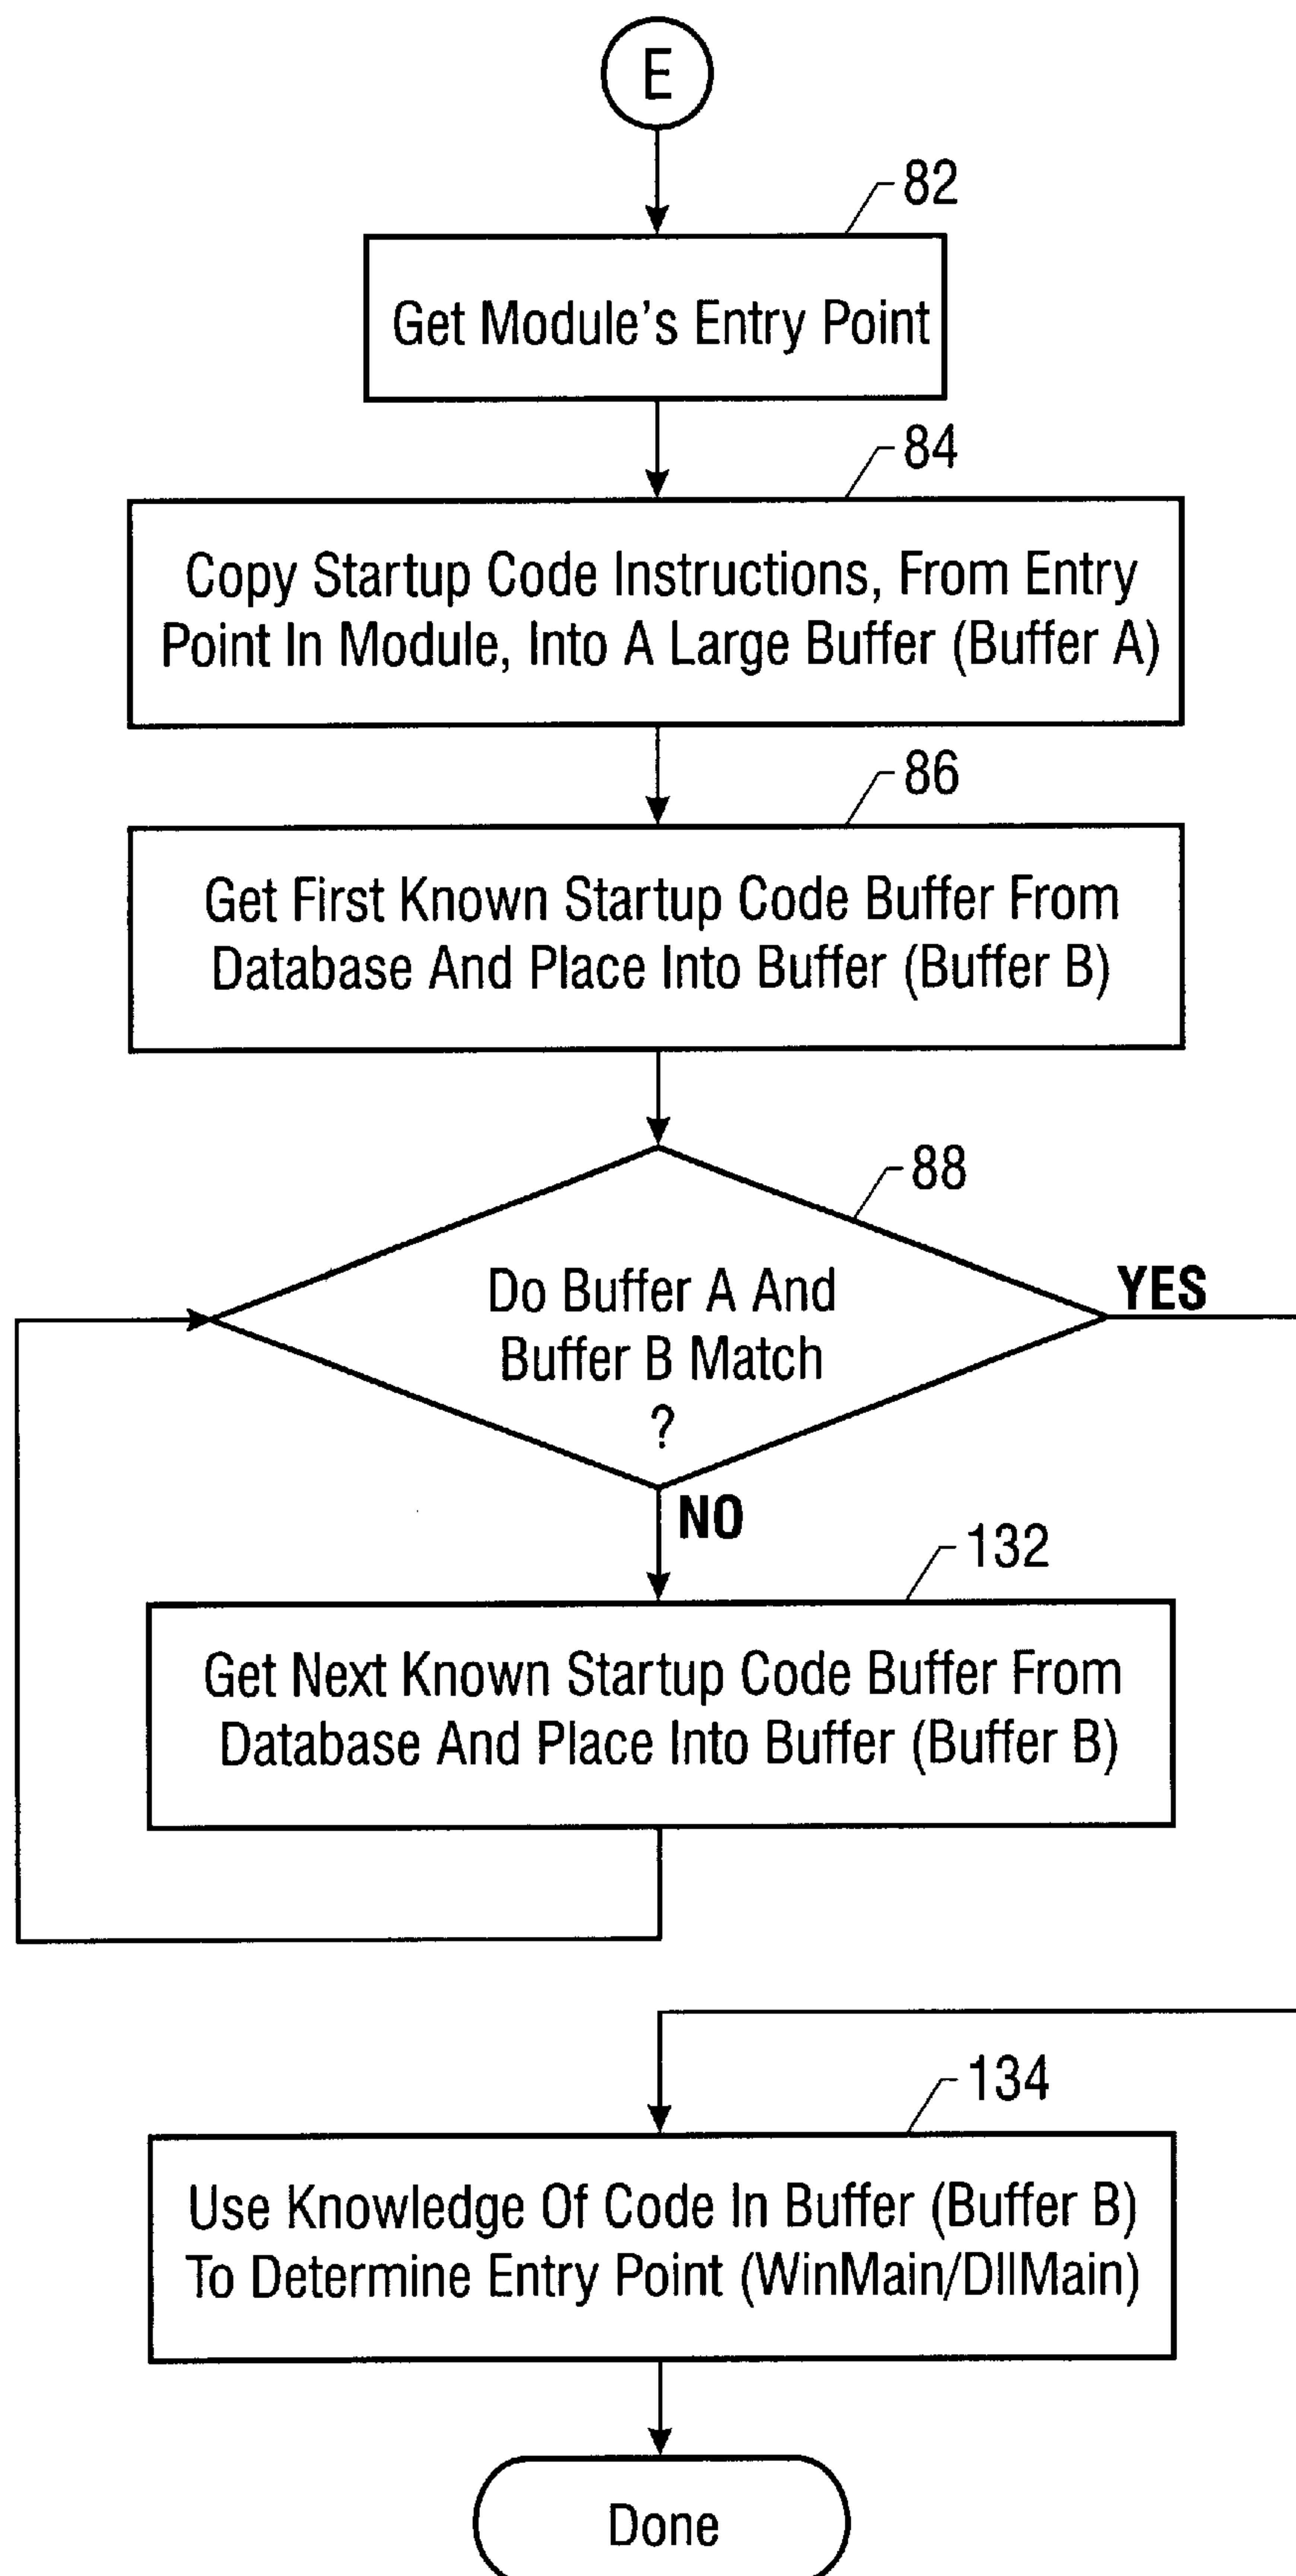 E
82
Get Module's Entry Point
84
Copy Startup Code Instructions, From Entry
Point In Module, Into A Large Buffer (Buffer A)
86
Get First Known Startup Code Buffer From
Database And Place Into Buffer (Buffer B)
88
Do Buffer A And
Buffer B Match
?
YES
NO
132
Get Next Known Startup Code Buffer From
Database And Place Into Buffer (Buffer B)
134
Use Knowledge Of Code In Buffer (Buffer B)
To Determine Entry Point (WinMain/DllMain)
Done